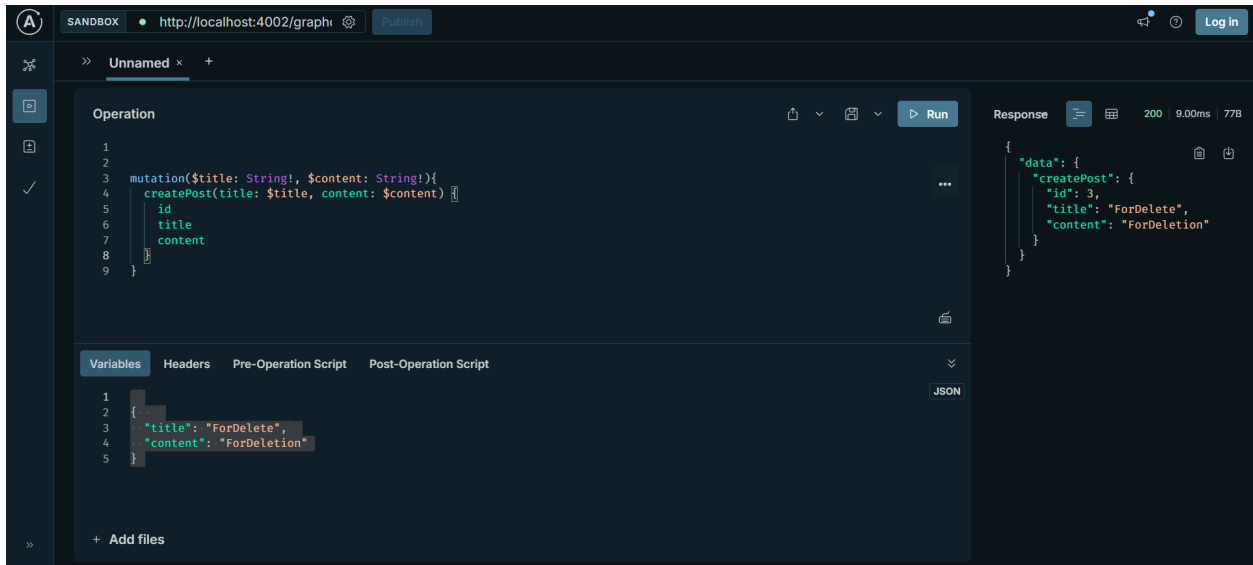 A SANDBOX http://localhost:4002/graphc Publish Log in
Unnamed × +
Operation
Run
1
2
3 mutation($title: String!, $content: String!){
4 createPost(title: $title, content: $content) {
5 id
6 title
7 content
8 }
9 }
Variables Headers Pre-Operation Script Post-Operation Script
JSON
1
2 {
3 "title": "ForDelete",
4 "content": "ForDeletion"
5 }
+ Add files
Response 200 9.00ms 77B
{
"data": {
"createPost": {
"id": 3,
"title": "ForDelete",
"content": "ForDeletion"
}
}
}